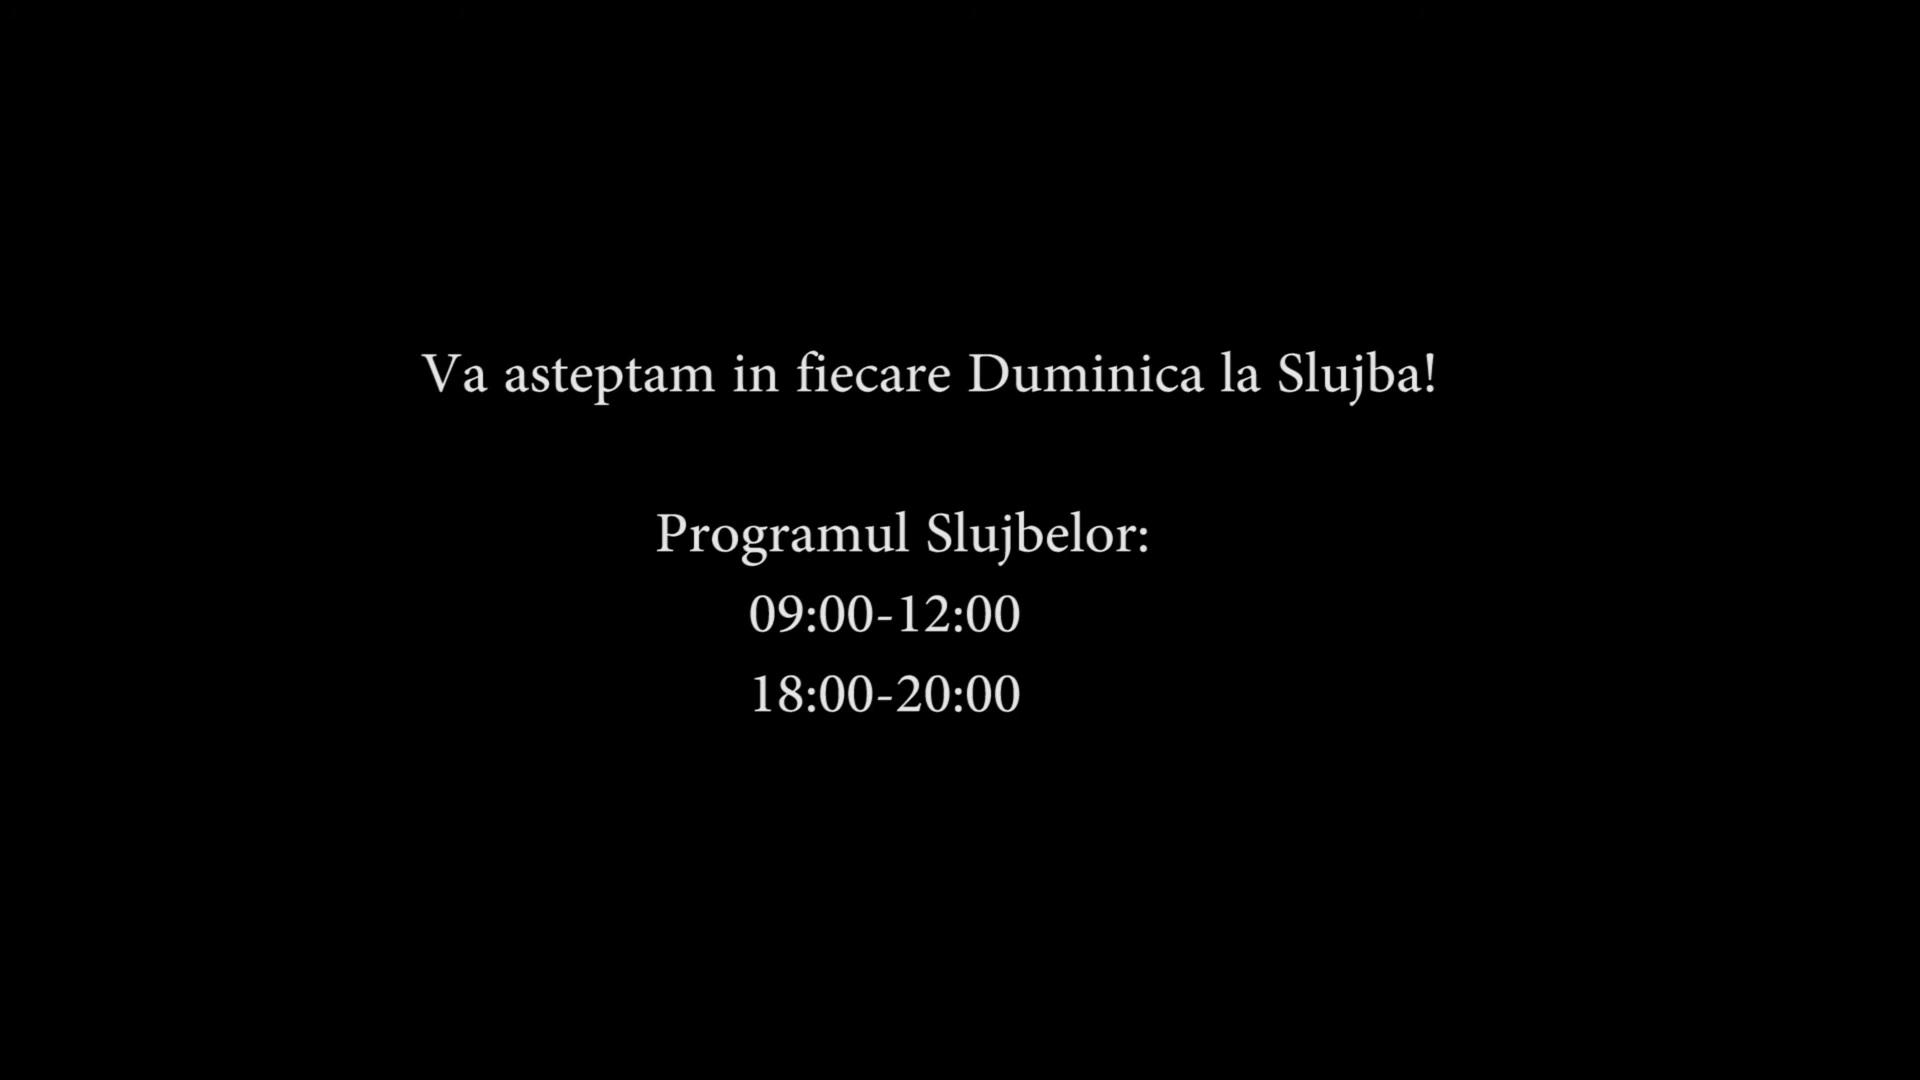 Va asteptam in fiecare Duminica la Slujba!
Programul Slujbelor:
09:00-12:00
18:00-20:00